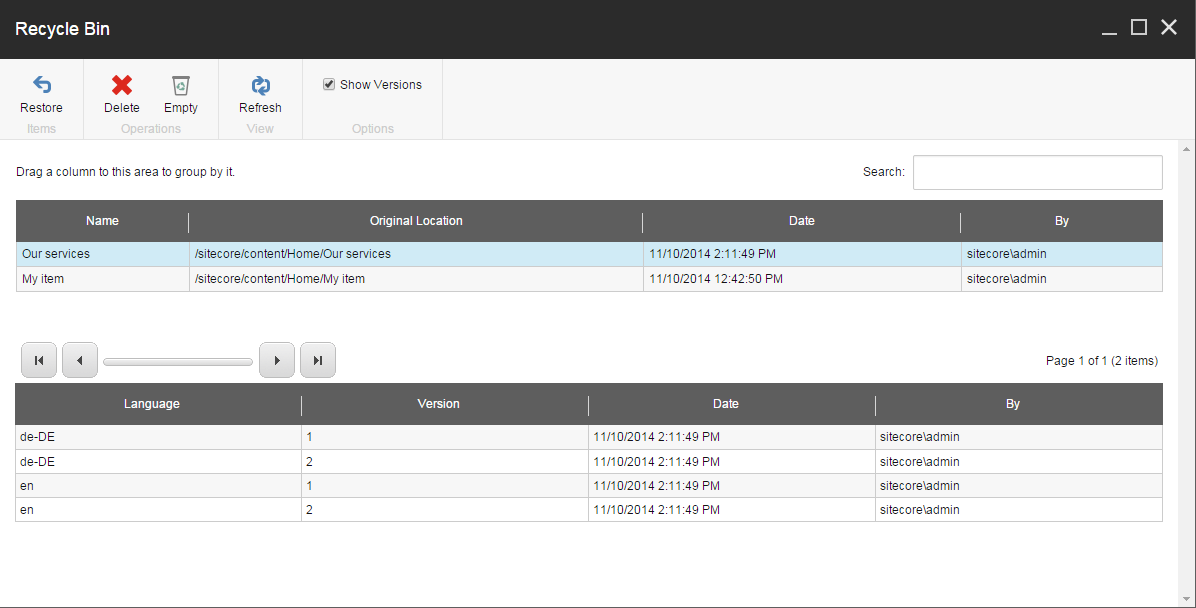 Recycle Bin
Restore
Delete
Empty
Refresh
Show Versions
Items
Operations
View
Options
Drag a column to this area to group by it.
Search:
Name Original Location Date By
Our services /sitecore/content/Home/Our services 11/10/2014 2:11:49 PM sitecore\admin
My item /sitecore/content/Home/My item 11/10/2014 12:42:50 PM sitecore\admin
Page 1 of 1 (2 items)
Language Version Date By
de-DE 1 11/10/2014 2:11:49 PM sitecore\admin
de-DE 2 11/10/2014 2:11:49 PM sitecore\admin
en 1 11/10/2014 2:11:49 PM sitecore\admin
en 2 11/10/2014 2:11:49 PM sitecore\admin